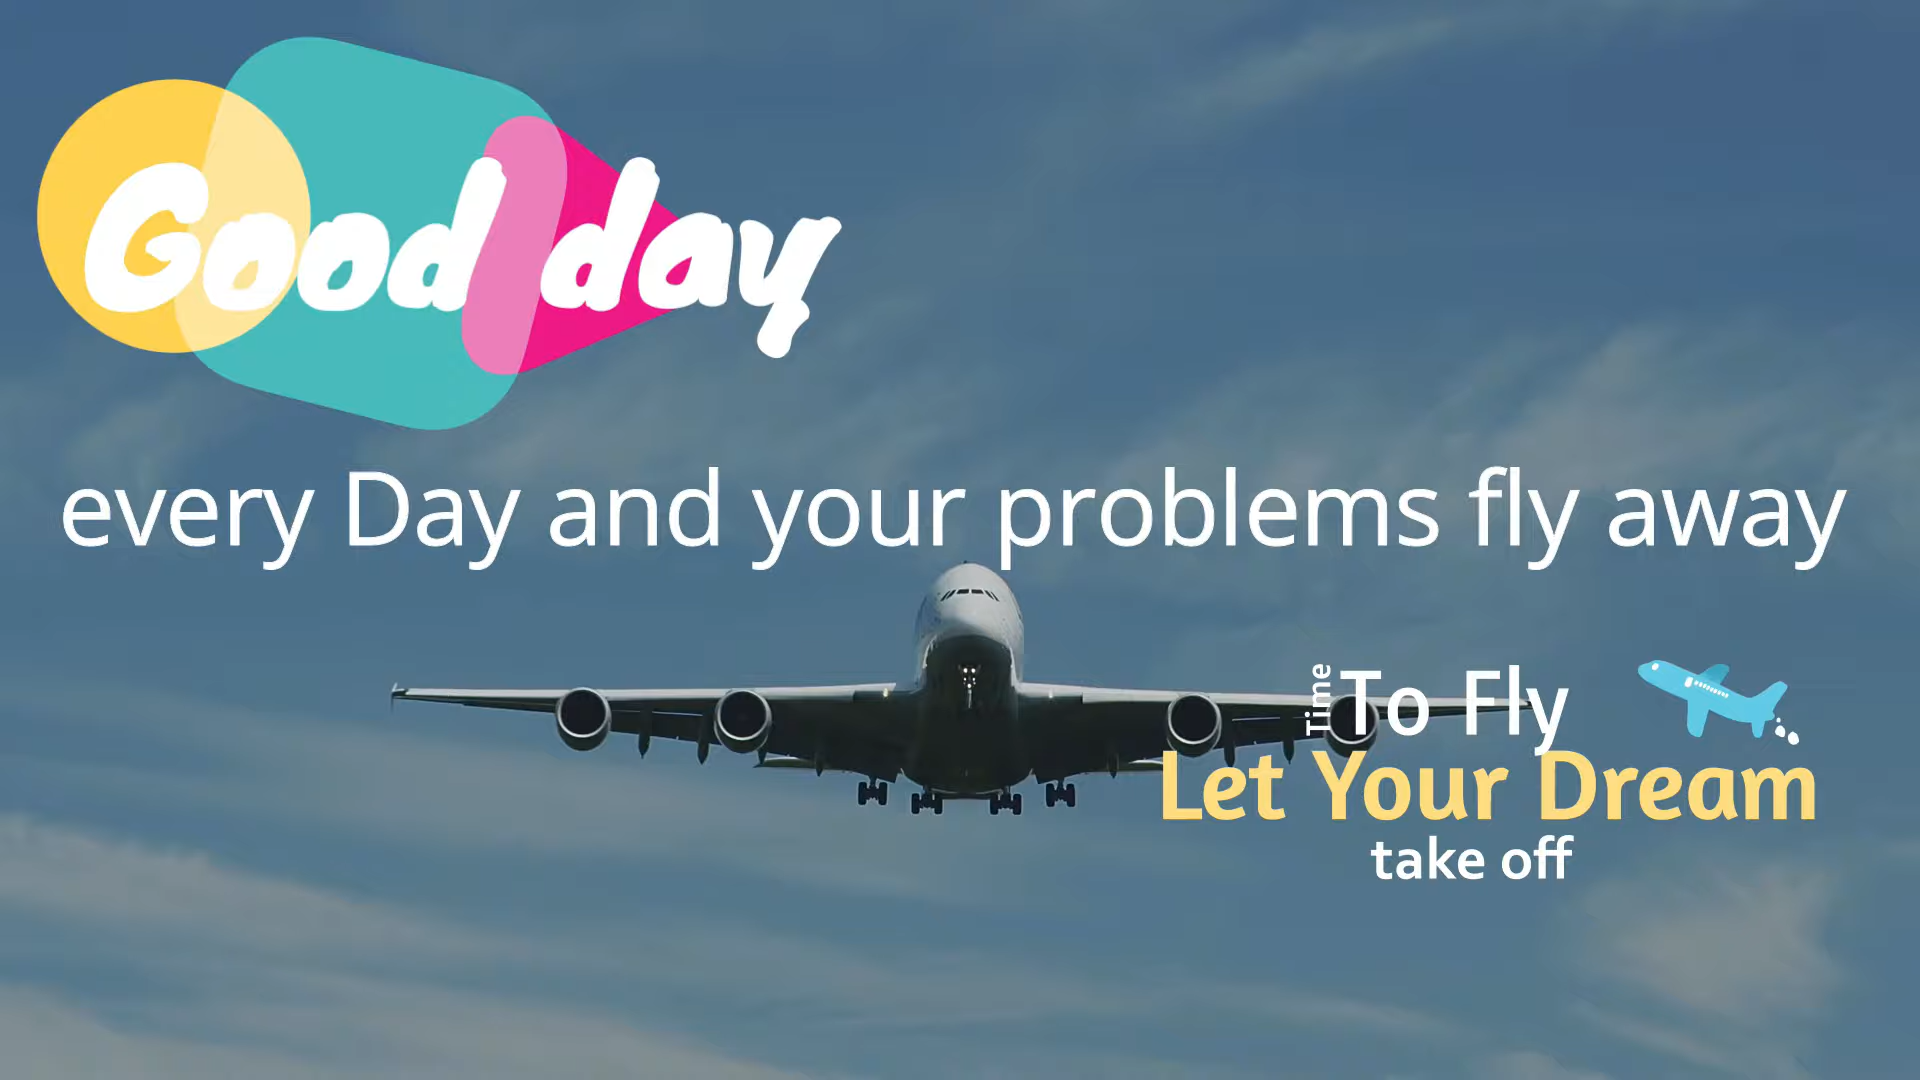 Good day
every Day and your problems fly away
Time To Fly
Let Your Dream
take off